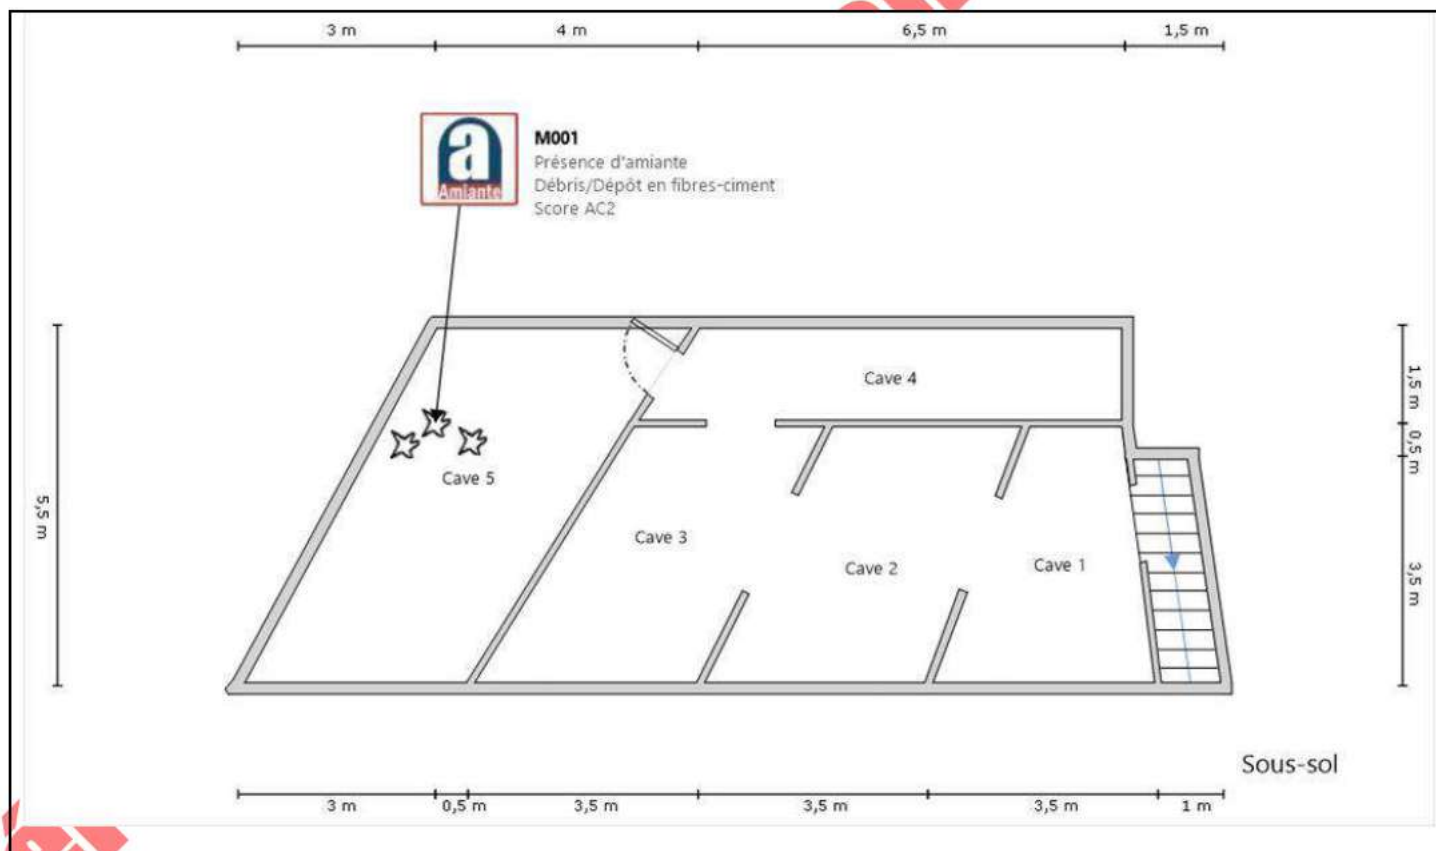 3 m
4 m
6,5 m
1,5 m
a
Amiante
M001
Présence d'amiante
Débris/Dépôt en fibres-ciment
Score AC2
Cave 4
1,5 m
0,5 m
Cave 5
5,5 m
Cave 3
Cave 2
Cave 1
3,5 m
Sous-sol
3 m
0,5 m
3,5 m
3,5 m
3,5 m
1 m